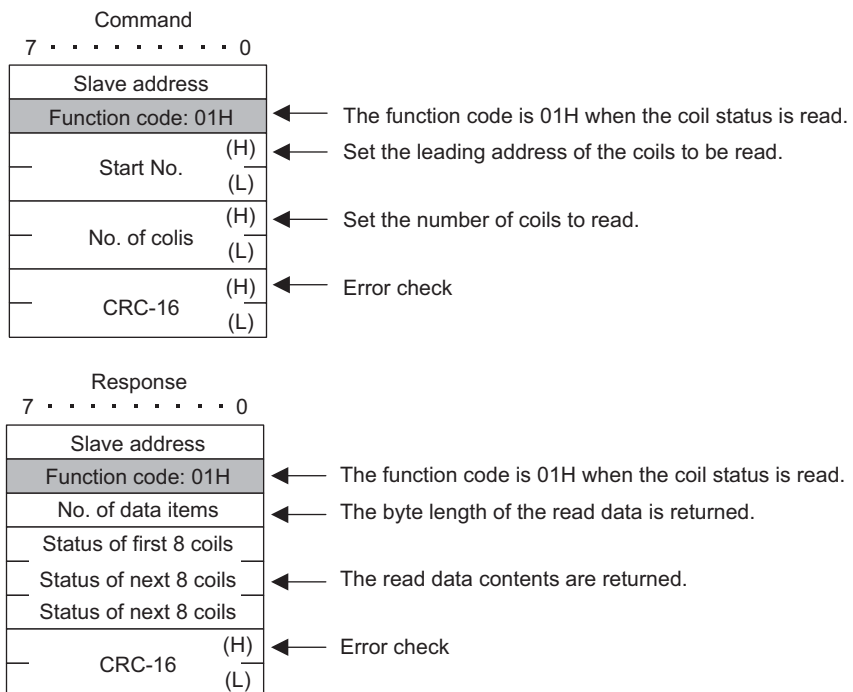 Command
7 · · · · · · · · · 0
Slave address
Function code: 01H
The function code is 01H when the coil status is read.
Start No.
(H)
(L)
Set the leading address of the coils to be read.
No. of colis
(H)
(L)
Set the number of coils to read.
CRC-16
(H)
(L)
Error check
Response
7 · · · · · · · · · 0
Slave address
Function code: 01H
The function code is 01H when the coil status is read.
No. of data items
The byte length of the read data is returned.
Status of first 8 coils
Status of next 8 coils
The read data contents are returned.
Status of next 8 coils
CRC-16
(H)
(L)
Error check